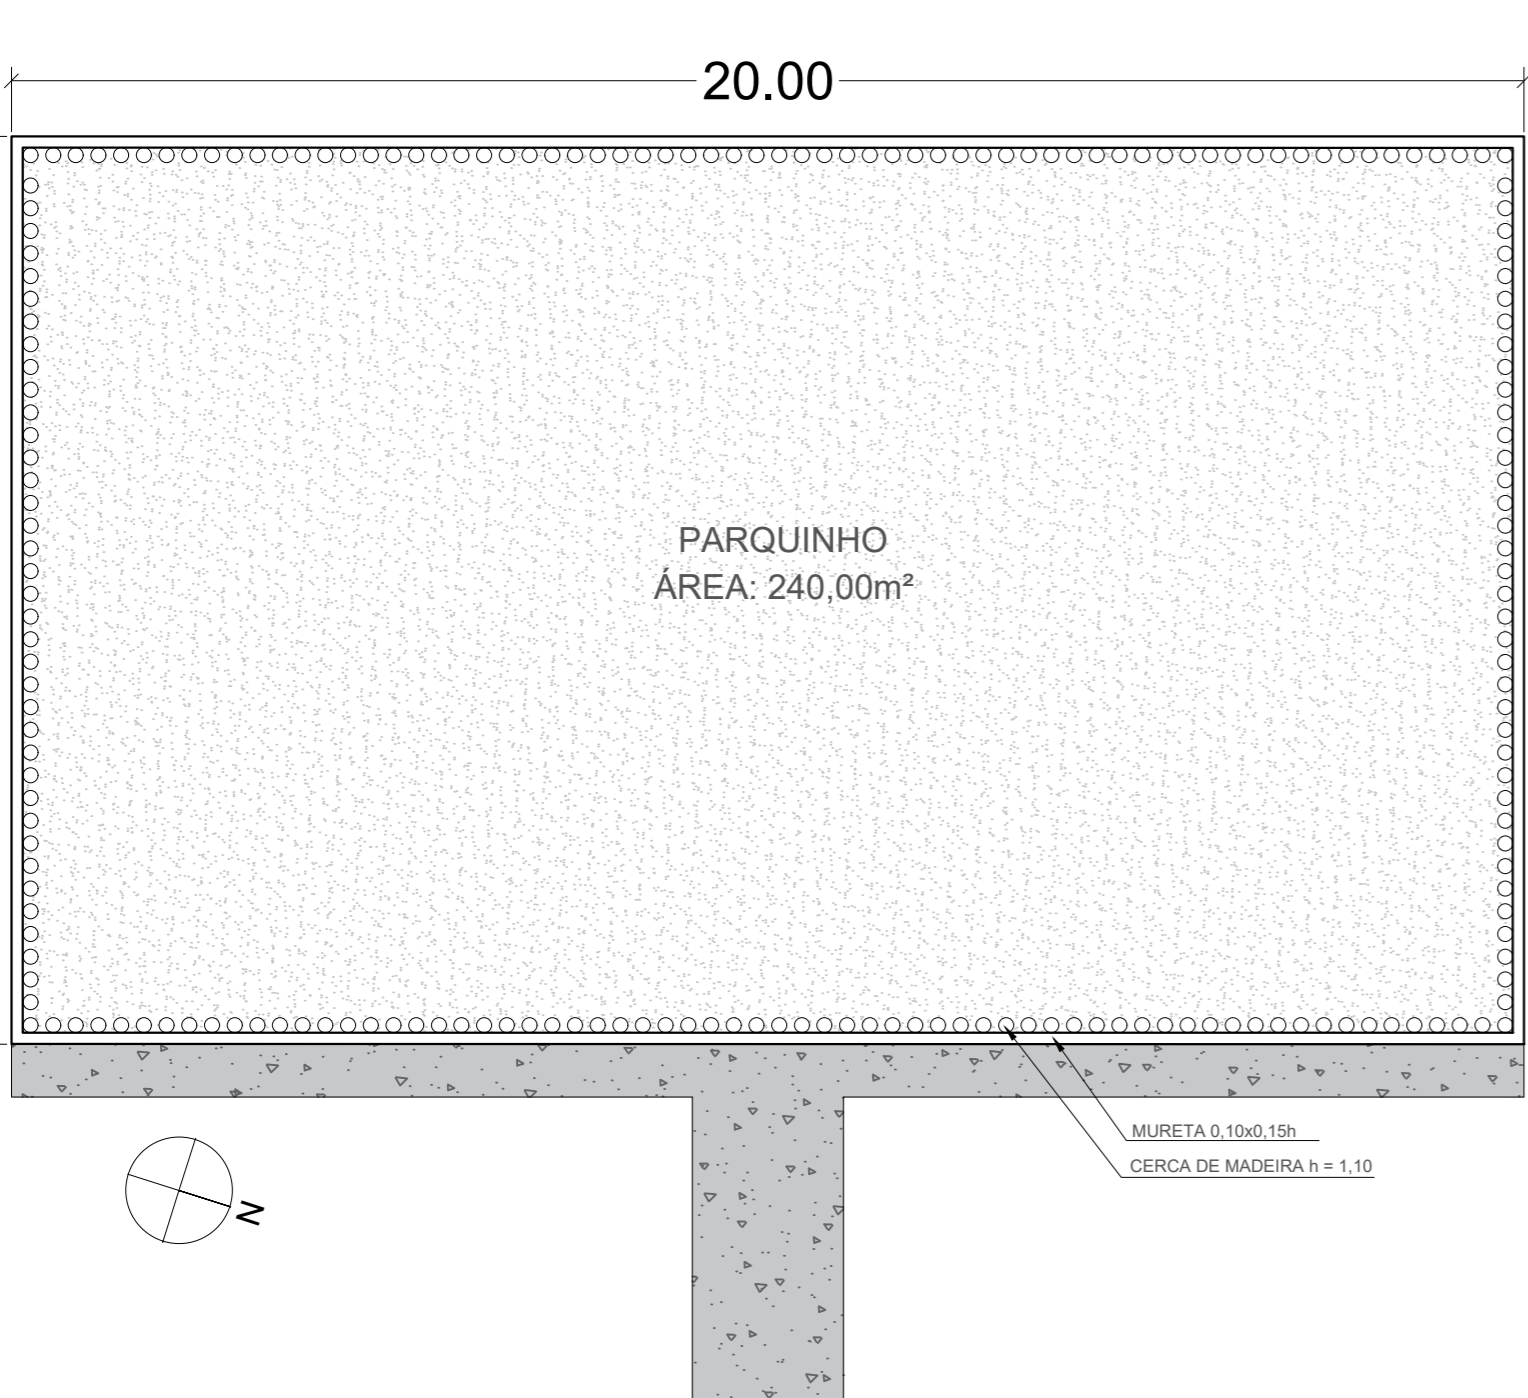 20.00
PARQUINHO
ÁREA: 240,00m²
MURETA 0,10x0,15h
CERCA DE MADEIRA h = 1,10
N